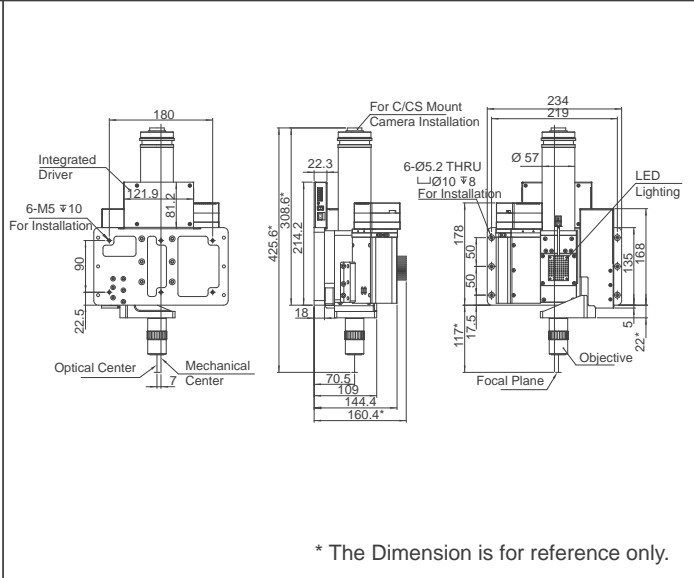 180
Integrated
Driver
121.9
81.2
6-M5 ↧10
For Installation
90
22.5
Optical Center
Mechanical
Center
7
For C/CS Mount
Camera Installation
22.3
425.6*
308.6*
214.2
18
70.5
109
144.4
160.4*
234
219
6-Ø5.2 THRU
⌴Ø10 ↧8
For Installation
Ø 57
LED
Lighting
178
50
50
17.5
117*
135
168
5
22*
Objective
Focal Plane
* The Dimension is for reference only.